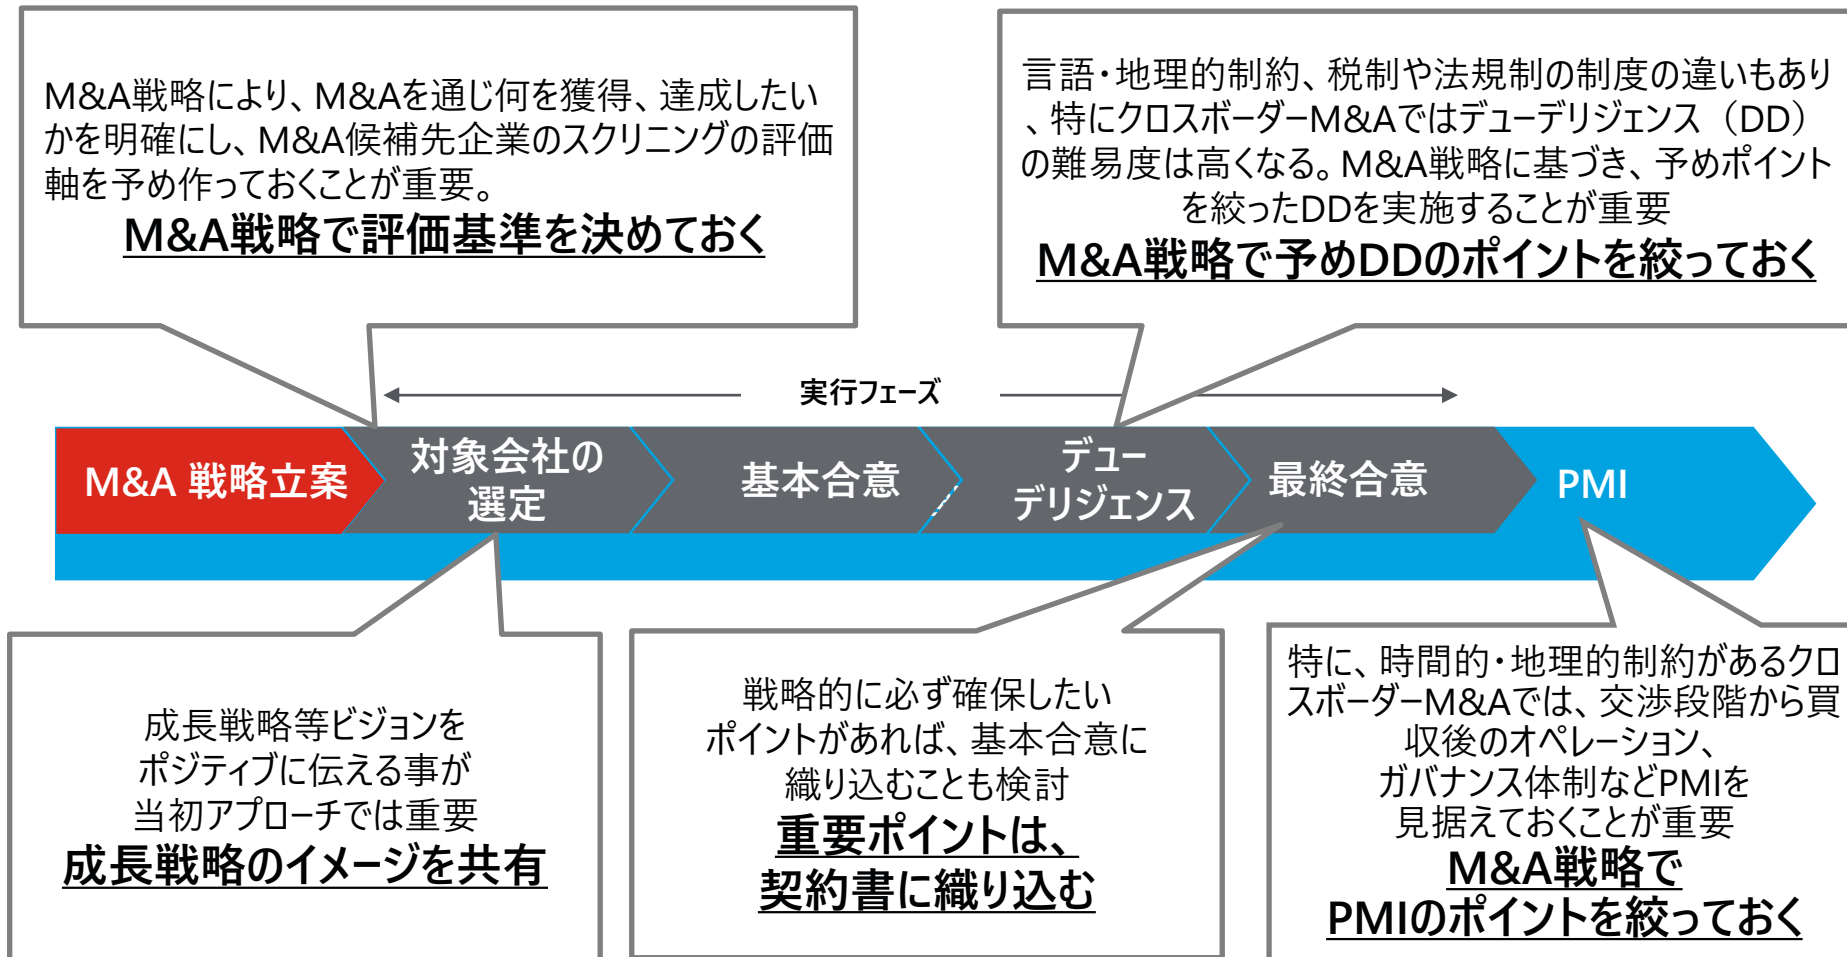 M&A戦略により、M&Aを通じ何を獲得、達成したい
かを明確にし、M&A候補先企業のスクリニングの評価
軸を予め作っておくことが重要。
M&A戦略で評価基準を決めておく
言語・地理的制約、税制や法規制の制度の違いもあり
、特にクロスボーダーM&Aではデューデリジェンス（DD）
の難易度は高くなる。M&A戦略に基づき、予めポイント
を絞ったDDを実施することが重要
M&A戦略で予めDDのポイントを絞っておく
実行フェーズ
M&A 戦略立案
対象会社の
選定
基本合意
デュー
デリジェンス
最終合意
PMI
成長戦略等ビジョンを
ポジティブに伝える事が
当初アプローチでは重要
成長戦略のイメージを共有
戦略的に必ず確保したい
ポイントがあれば、基本合意に
織り込むことも検討
重要ポイントは、
契約書に織り込む
特に、時間的・地理的制約があるクロ
スボーダーM&Aでは、交渉段階から買
収後のオペレーション、
ガバナンス体制などPMIを
見据えておくことが重要
M&A戦略で
PMIのポイントを絞っておく